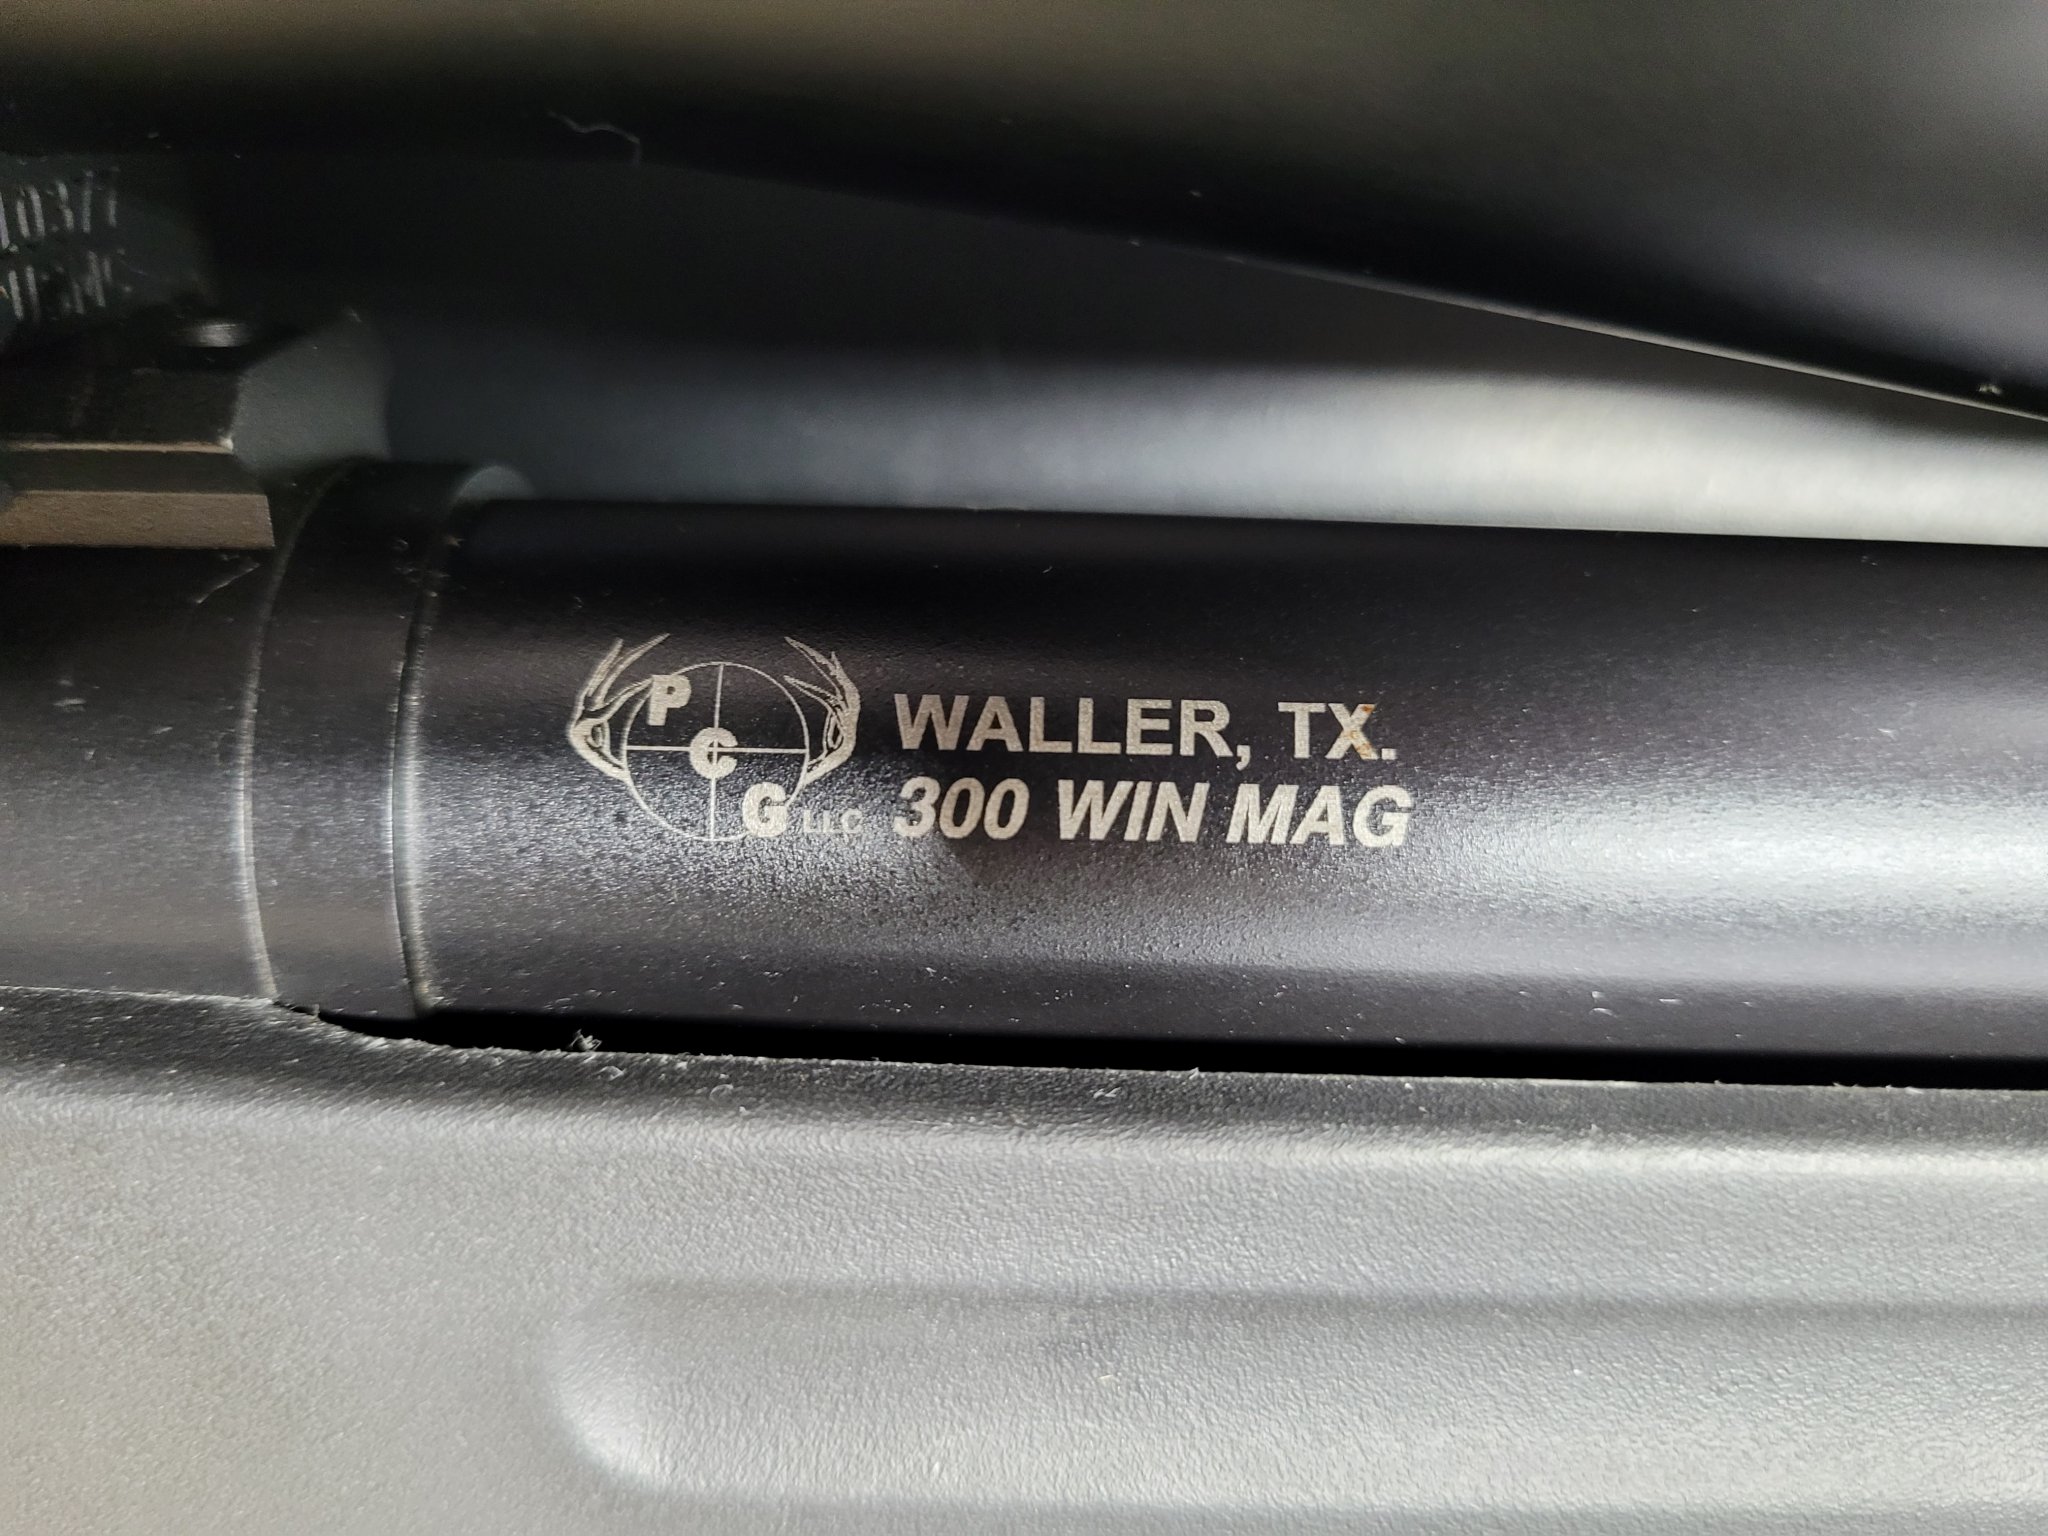 P
C
G LLC
WALLER, TX.
300 WIN MAG